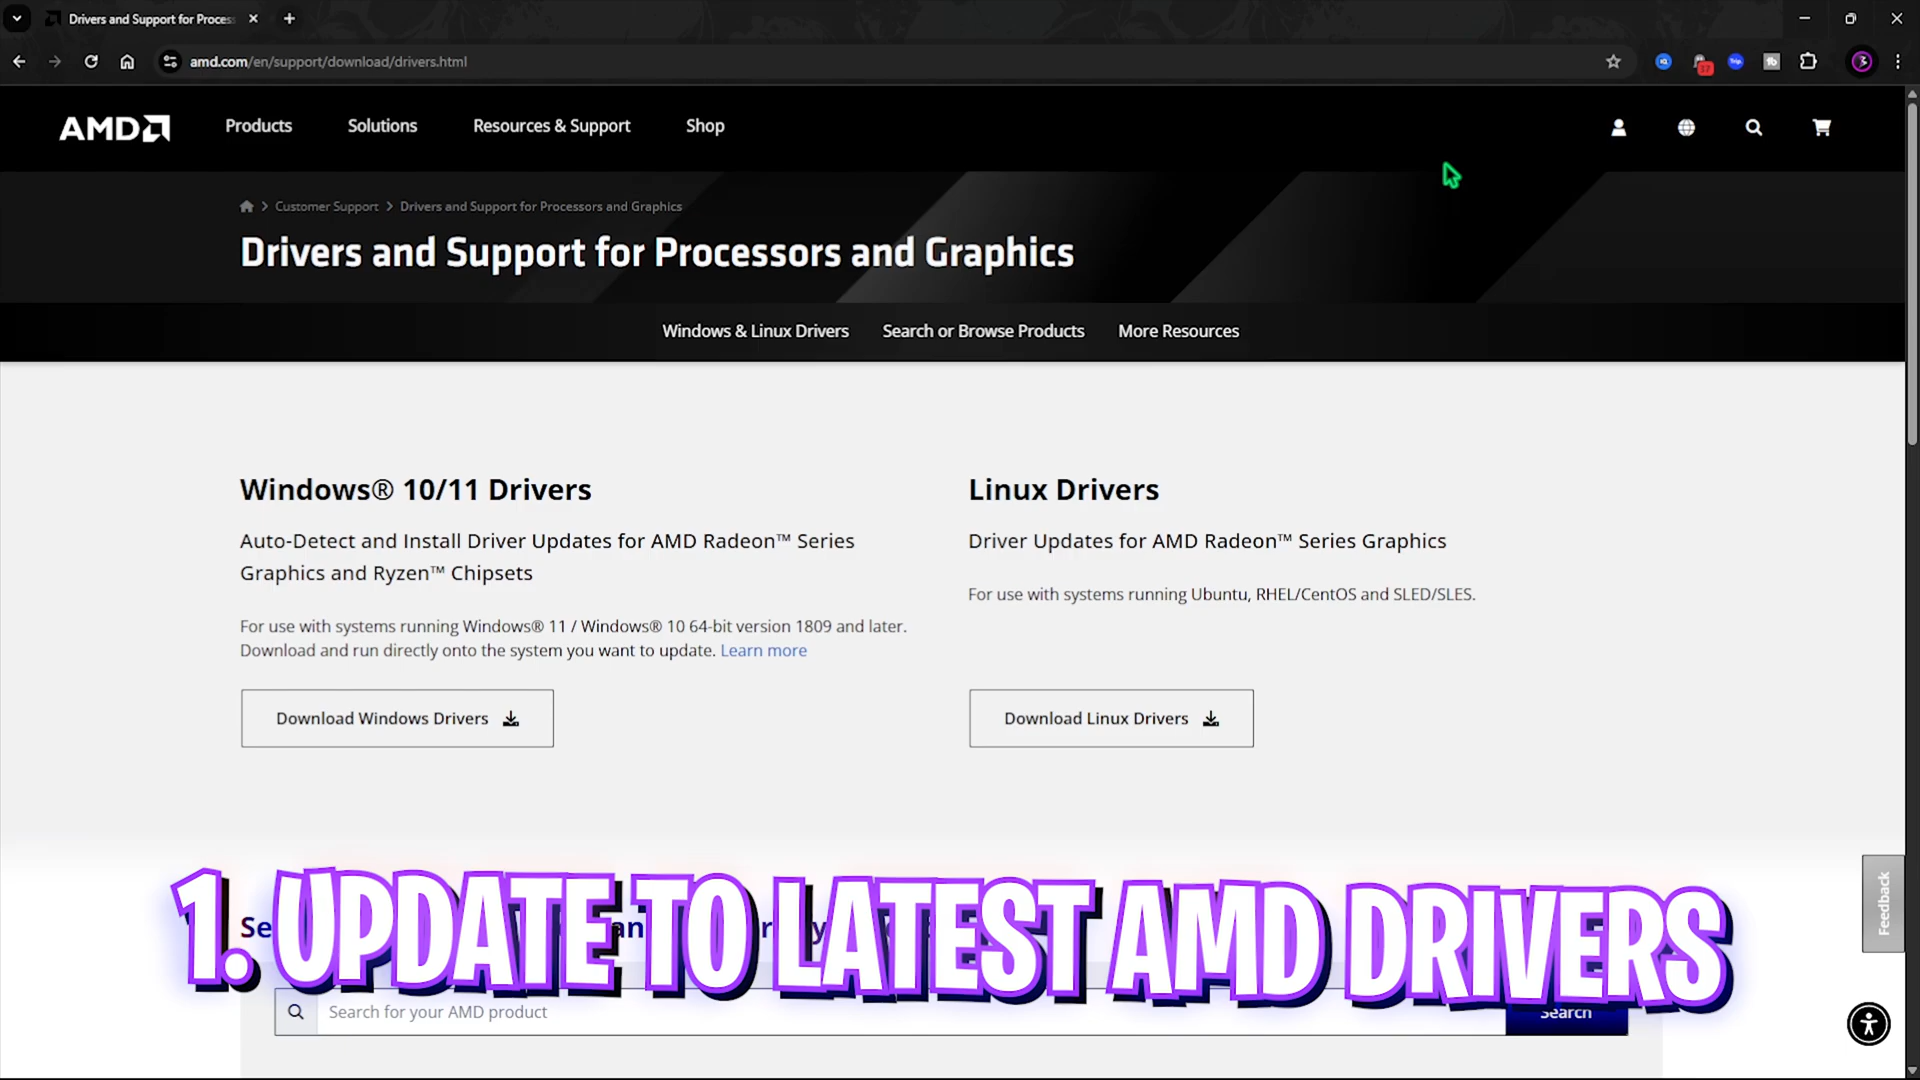 Drivers and Support for Proces
amd.com/en/support/download/drivers.html
AMD
Products
Solutions
Resources & Support
Shop
Customer Support
Drivers and Support for Processors and Graphics
Drivers and Support for Processors and Graphics
Windows & Linux Drivers
Search or Browse Products
More Resources
Windows® 10/11 Drivers
Auto-Detect and Install Driver Updates for AMD Radeon™ Series
Graphics and Ryzen™ Chipsets
For use with systems running Windows® 11 / Windows® 10 64-bit version 1809 and later.
Download and run directly onto the system you want to update. Learn more
Download Windows Drivers
Linux Drivers
Driver Updates for AMD Radeon™ Series Graphics
For use with systems running Ubuntu, RHEL/CentOS and SLED/SLES.
Download Linux Drivers
Feedback
1. UPDATE TO LATEST AMD DRIVERS
Search for your AMD product
Search